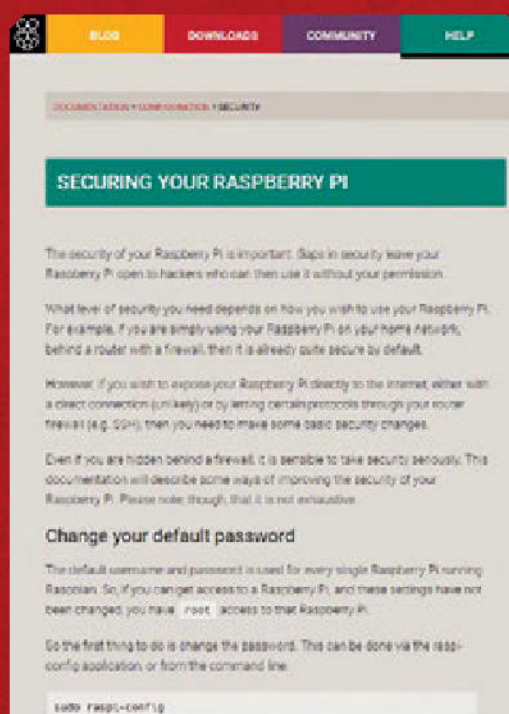 BLOG DOWNLOADS COMMUNITY HELP
DOCUMENTATION > CONFIGURATION > SECURITY
SECURING YOUR RASPBERRY PI
The security of your Raspberry Pi is important. Gaps in security leave your
Raspberry Pi open to hackers who can then use it without your permission.
What level of security you need depends on how you wish to use your Raspberry Pi.
For example, if you are simply using your Raspberry Pi on your home network,
behind a router with a firewall, then it is already quite secure by default.
However, if you wish to expose your Raspberry Pi directly to the internet, either with
a direct connection (unlikely) or by letting certain protocols through your router
firewall (e.g. SSH), then you need to make some basic security changes.
Even if you are hidden behind a firewall, it is sensible to take security seriously. This
documentation will describe some ways of improving the security of your
Raspberry Pi. Please note, though, that it is not exhaustive.
Change your default password
The default username and password is used for every single Raspberry Pi running
Raspbian. So, if you can get access to a Raspberry Pi, and these settings have not
been changed, you have root access to that Raspberry Pi.
So the first thing to do is change the password. This can be done via the raspi-
config application, or from the command line.
sudo raspi-config